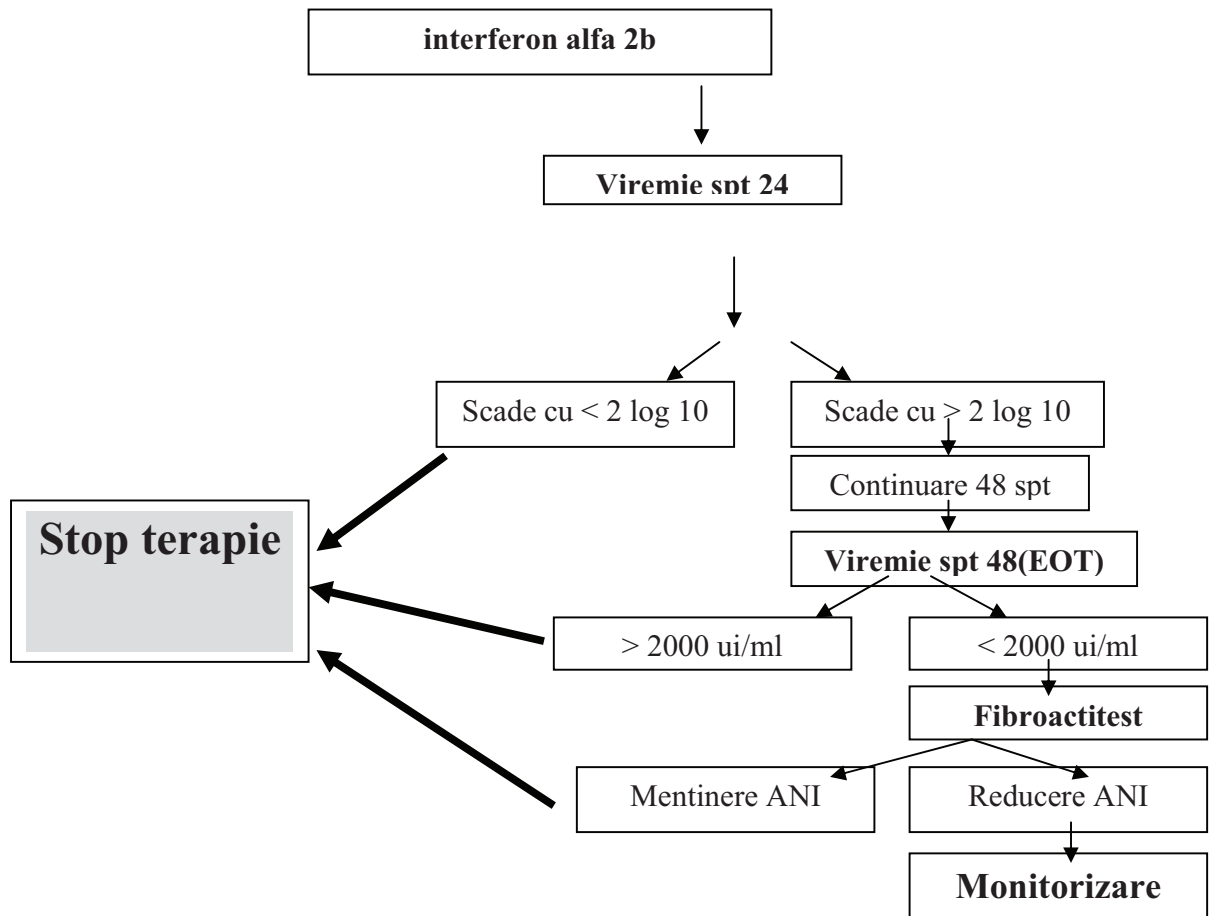 interferon alfa 2b
Viremie spt 24
Scade cu < 2 log 10
Scade cu > 2 log 10
Continuare 48 spt
Stop terapie
Viremie spt 48(EOT)
> 2000 ui/ml
< 2000 ui/ml
Fibroactitest
Mentinere ANI
Reducere ANI
Monitorizare